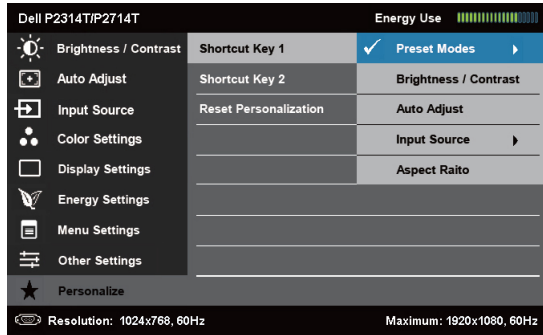 Dell P2314T/P2714T
Energy Use
Brightness / Contrast
Shortcut Key 1
Preset Modes
Auto Adjust
Shortcut Key 2
Brightness / Contrast
Input Source
Reset Personalization
Auto Adjust
Color Settings
Input Source
Display Settings
Aspect Raito
Energy Settings
Menu Settings
Other Settings
Personalize
Resolution: 1024x768, 60Hz
Maximum: 1920x1080, 60Hz